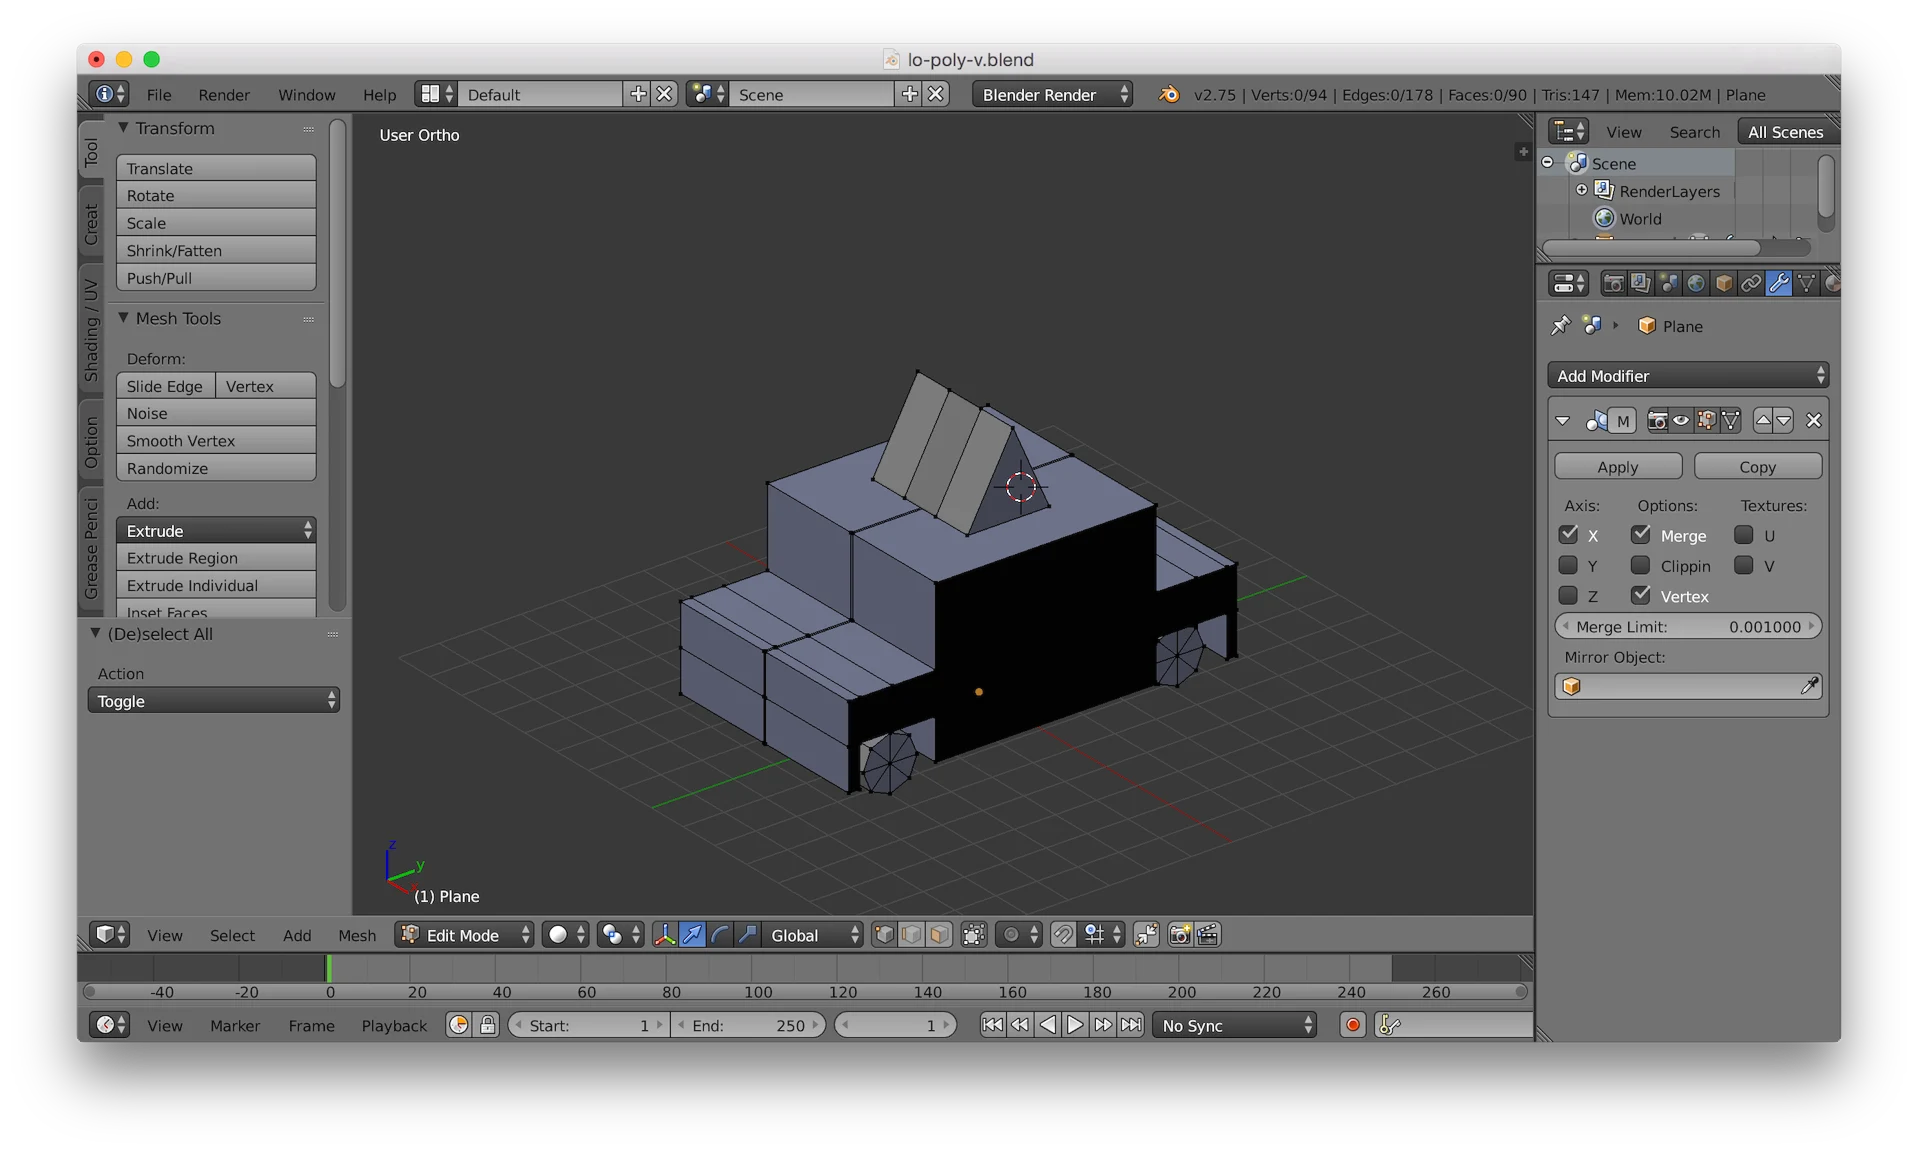 lo-poly-v.blend
File Render Window Help Default Scene Blender Render v2.75 | Verts:0/94 | Edges:0/178 | Faces:0/90 | Tris:147 | Mem:10.02M | Plane
Tool
Creat
Shading / UV
Option
Grease Penci
Transform
Translate
Rotate
Scale
Shrink/Fatten
Push/Pull
Mesh Tools
Deform:
Slide Edge Vertex
Noise
Smooth Vertex
Randomize
Add:
Extrude
Extrude Region
Extrude Individual
Inset Faces
(De)select All
Action
Toggle
User Ortho
z
y
x
(1) Plane
View Search All Scenes
Scene
RenderLayers
World
Plane
Add Modifier
M
Apply Copy
Axis: Options: Textures:
X Merge U
Y Clippin V
Z Vertex
Merge Limit: 0.001000
Mirror Object:
View Select Add Mesh Edit Mode Global
-40 -20 0 20 40 60 80 100 120 140 160 180 200 220 240 260
View Marker Frame Playback Start: 1 End: 250 1 No Sync